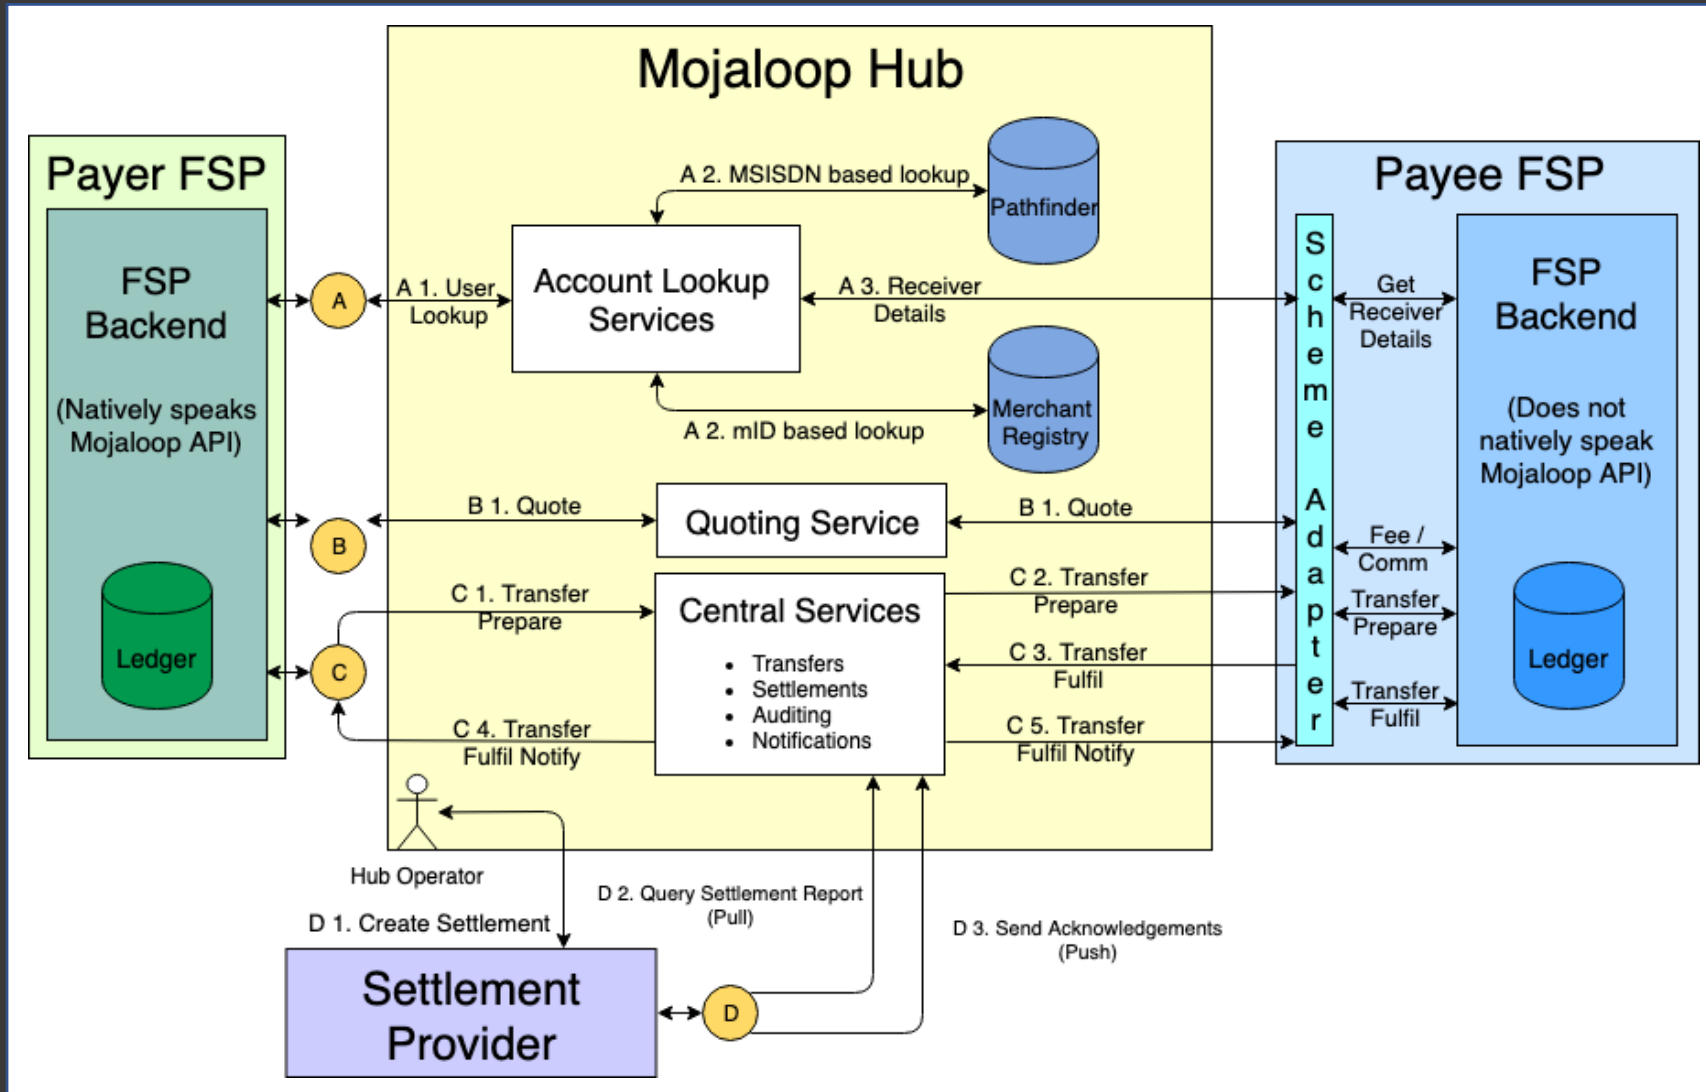 Mojaloop Hub
Payer FSP
FSP
Backend
(Natively speaks
Mojaloop API)
Ledger
A
B
C
A 1. User
Lookup
Account Lookup
Services
A 2. MSISDN based lookup
Pathfinder
A 3. Receiver
Details
A 2. mID based lookup
Merchant
Registry
B 1. Quote
Quoting Service
B 1. Quote
C 1. Transfer
Prepare
Central Services
• Transfers
• Settlements
• Auditing
• Notifications
C 2. Transfer
Prepare
C 3. Transfer
Fulfil
C 4. Transfer
Fulfil Notify
C 5. Transfer
Fulfil Notify
Payee FSP
Scheme Adapter
Get
Receiver
Details
Fee /
Comm
Transfer
Prepare
Transfer
Fulfil
FSP
Backend
(Does not
natively speak
Mojaloop API)
Ledger
Hub Operator
D 1. Create Settlement
D 2. Query Settlement Report
(Pull)
D 3. Send Acknowledgements
(Push)
Settlement
Provider
D